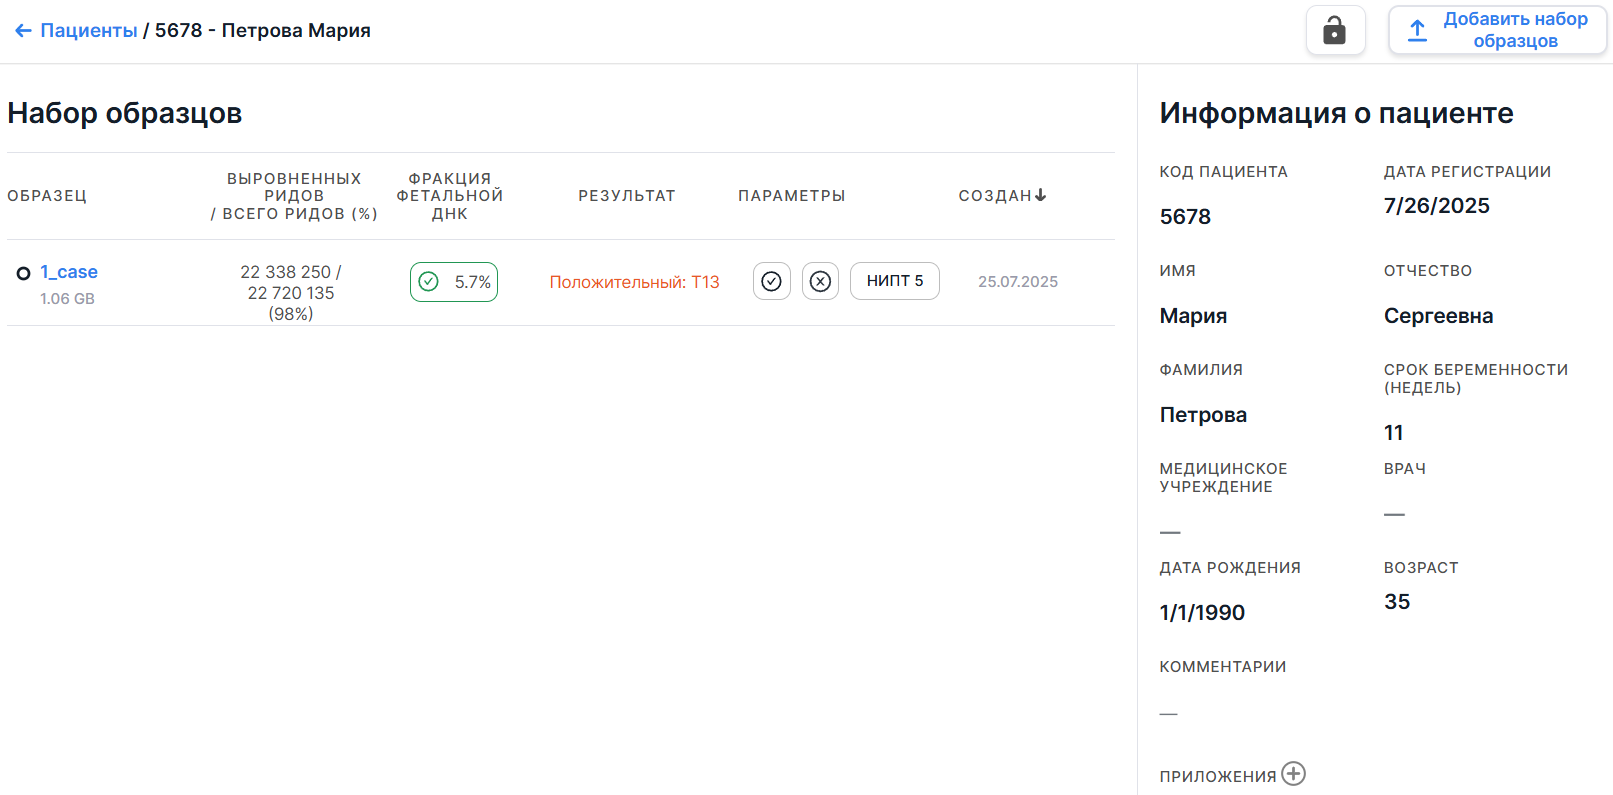 Пациенты / 5678 - Петрова Мария
Добавить набор
образцов
Набор образцов
ОБРАЗЕЦ
ВЫРОВНЕННЫХ
РИДОВ
/ ВСЕГО РИДОВ (%)
ФРАКЦИЯ
ФЕТАЛЬНОЙ
ДНК
РЕЗУЛЬТАТ
ПАРАМЕТРЫ
СОЗДАН
1_case
1.06 GB
22 338 250 /
22 720 135
(98%)
5.7%
Положительный: T13
НИПТ 5
25.07.2025
Информация о пациенте
КОД ПАЦИЕНТА
5678
ДАТА РЕГИСТРАЦИИ
7/26/2025
ИМЯ
Мария
ОТЧЕСТВО
Сергеевна
ФАМИЛИЯ
Петрова
СРОК БЕРЕМЕННОСТИ
(НЕДЕЛЬ)
11
МЕДИЦИНСКОЕ
УЧРЕЖДЕНИЕ
—
ВРАЧ
—
ДАТА РОЖДЕНИЯ
1/1/1990
ВОЗРАСТ
35
КОММЕНТАРИИ
—
ПРИЛОЖЕНИЯ